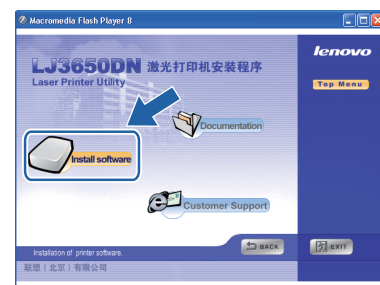 Macromedia Flash Player 8
lenovo
LJ3650DN 激光打印机安装程序
Laser Printer Utility
Top Menu
Documentation
Install software
Customer Support
BACK
EXIT
Installation of printer software.
联想（北京）有限公司